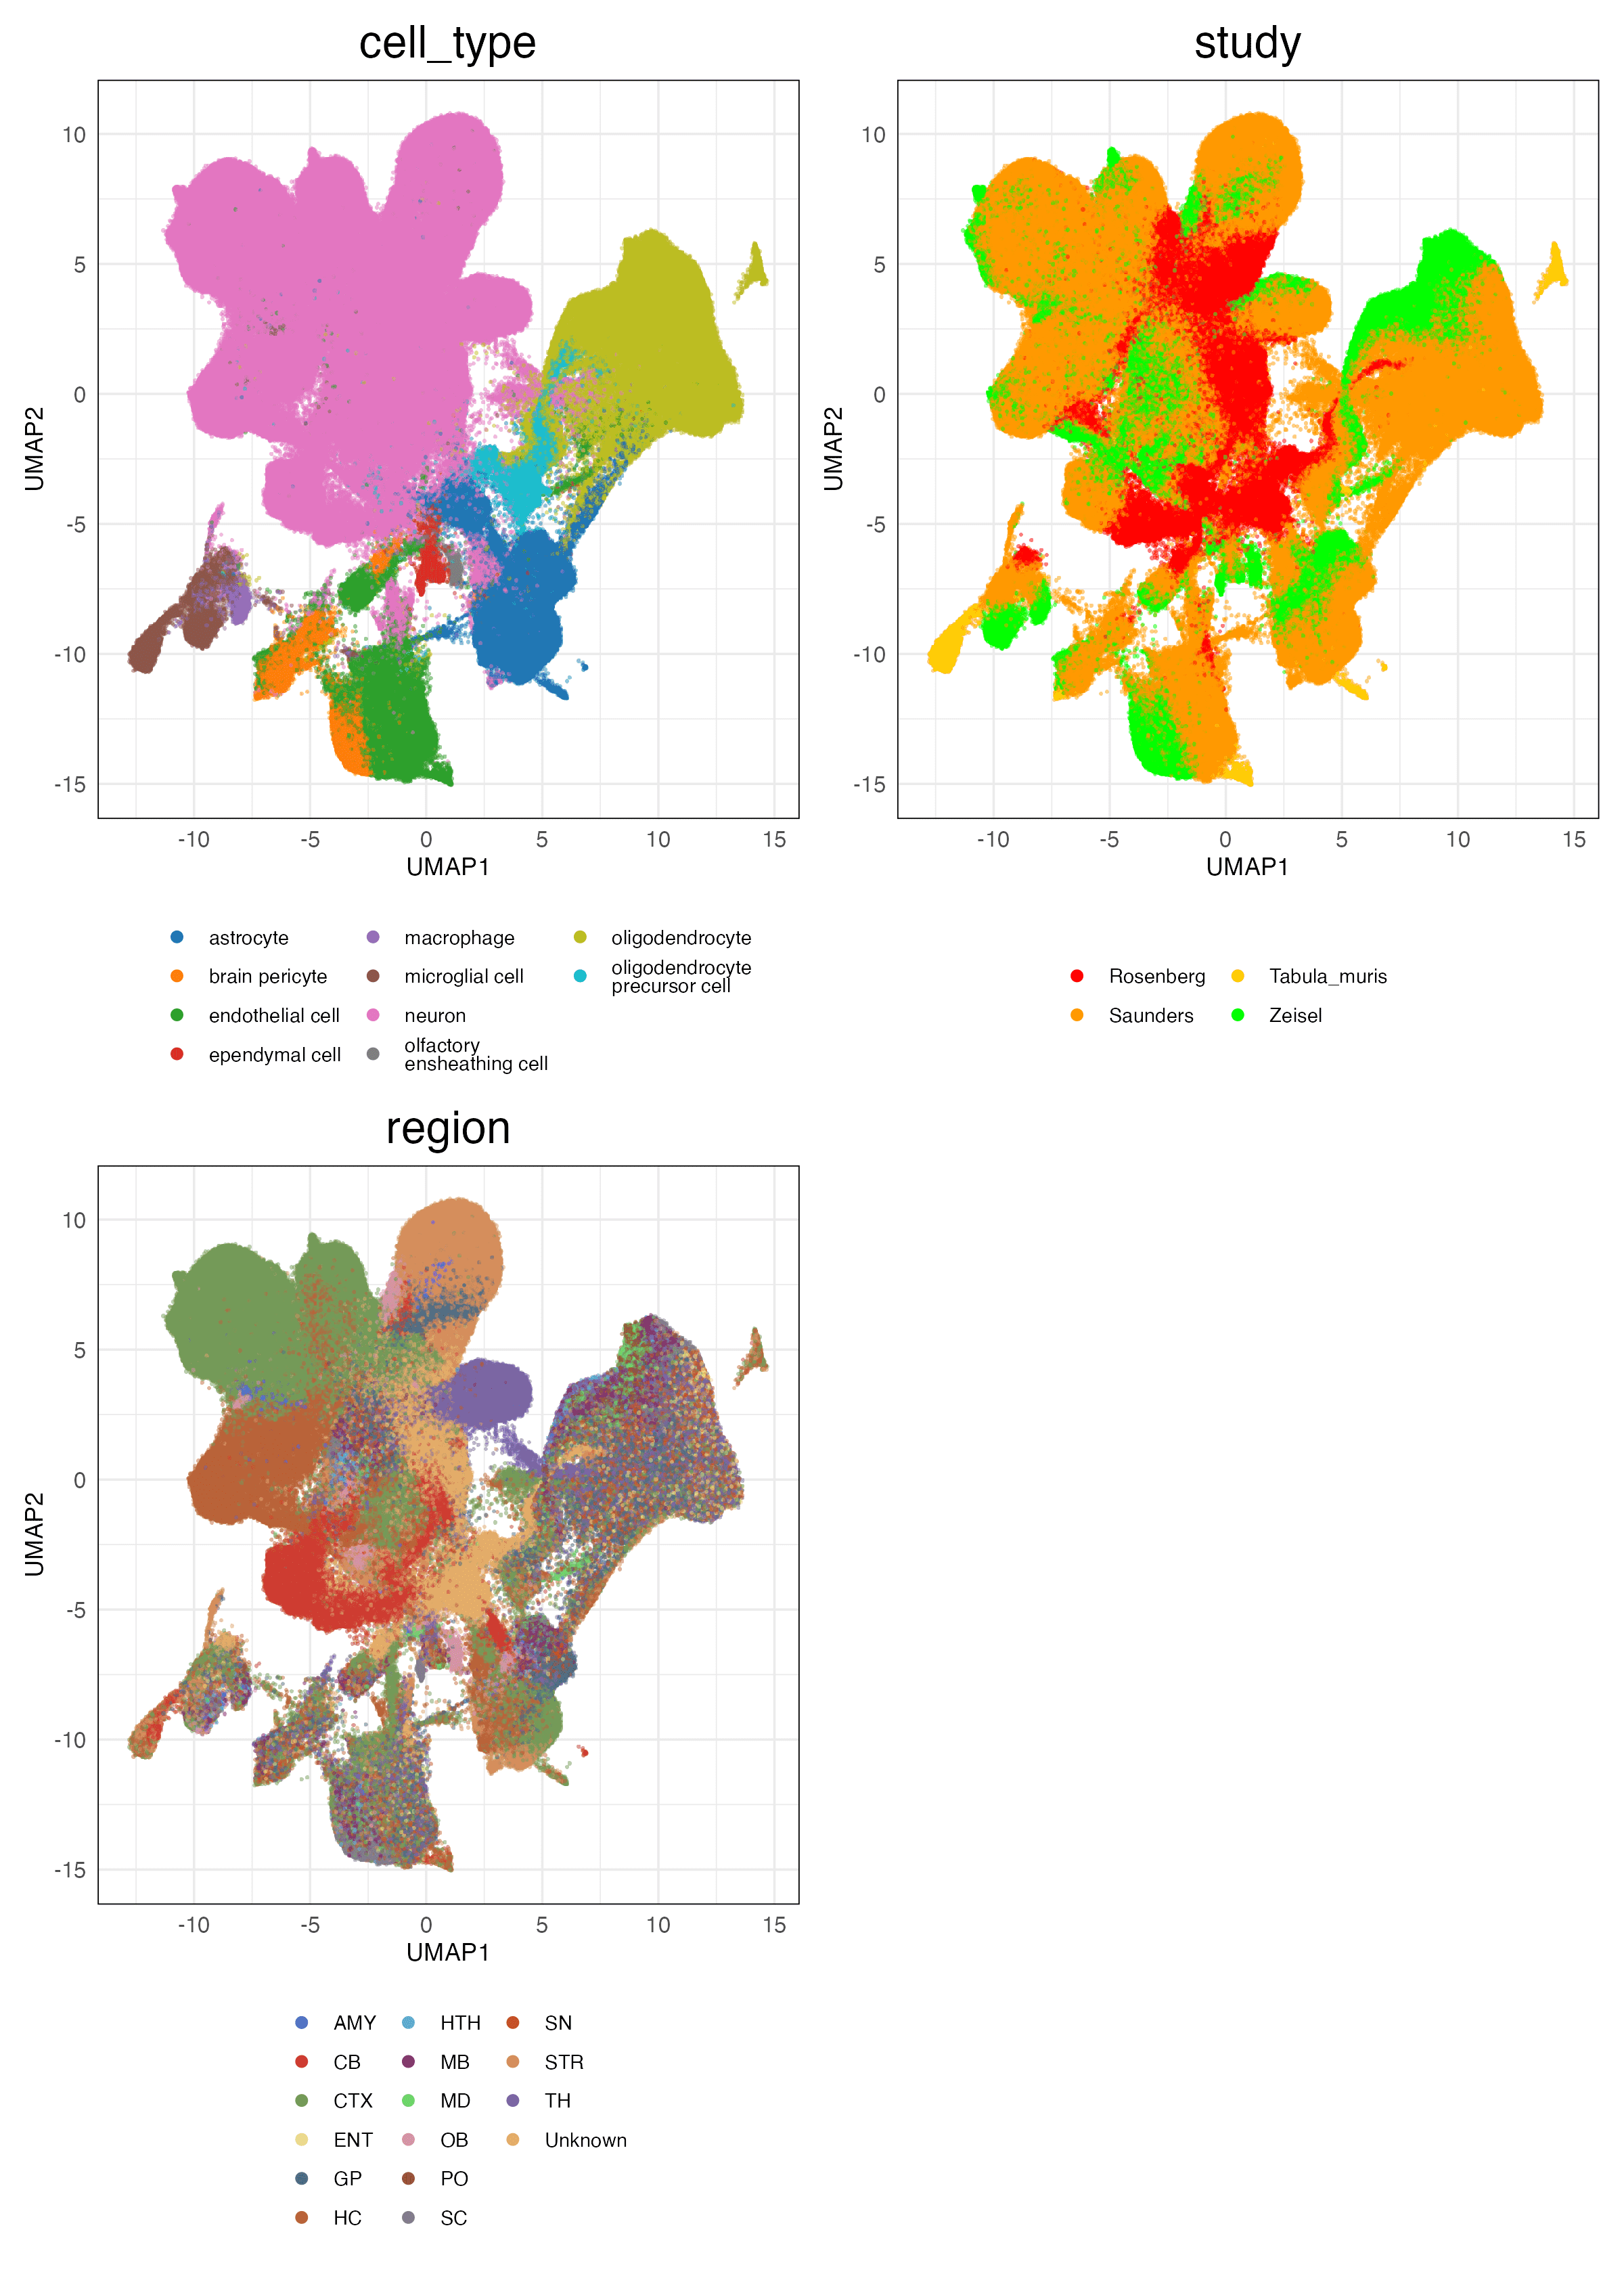 cell_type
study
10
5
0
-5
-10
-15
UMAP2
-10 -5 0 5 10 15
UMAP1
10
5
0
-5
-10
-15
UMAP2
-10 -5 0 5 10 15
UMAP1
astrocyte
brain pericyte
endothelial cell
ependymal cell
macrophage
microglial cell
neuron
olfactory
ensheathing cell
oligodendrocyte
oligodendrocyte
precursor cell
Rosenberg
Saunders
Tabula_muris
Zeisel
region
10
5
0
-5
-10
-15
UMAP2
-10 -5 0 5 10 15
UMAP1
AMY
CB
CTX
ENT
GP
HC
HTH
MB
MD
OB
PO
SC
SN
STR
TH
Unknown